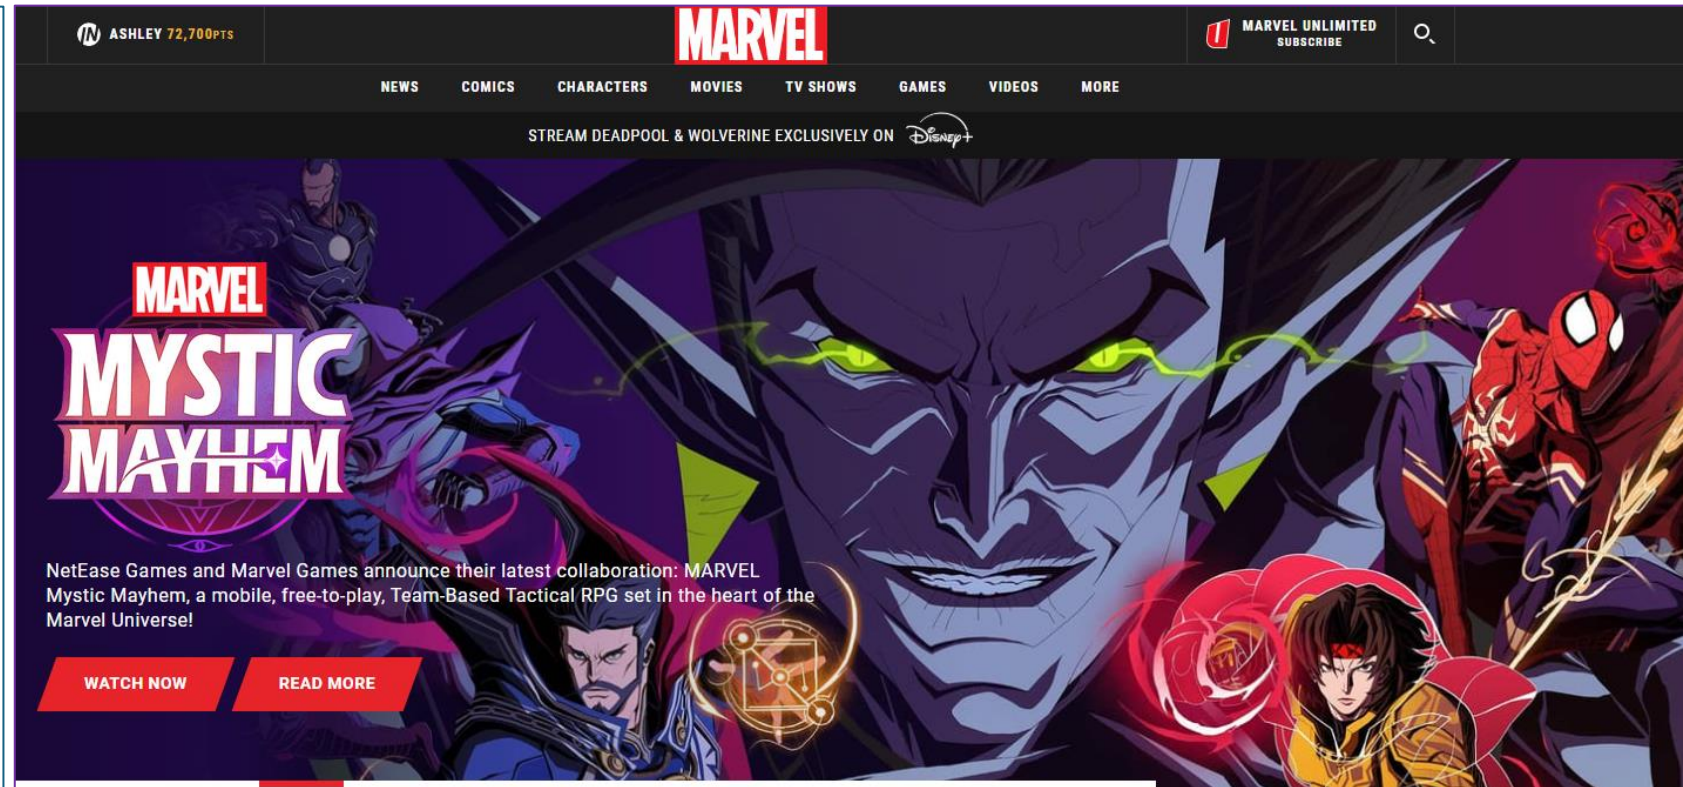 IN ASHLEY 72,700PTS
MARVEL
U MARVEL UNLIMITED
SUBSCRIBE
NEWS COMICS CHARACTERS MOVIES TV SHOWS GAMES VIDEOS MORE
STREAM DEADPOOL & WOLVERINE EXCLUSIVELY ON Disney+
MARVEL
MYSTIC
MAYHEM
NetEase Games and Marvel Games announce their latest collaboration: MARVEL
Mystic Mayhem, a mobile, free-to-play, Team-Based Tactical RPG set in the heart of the
Marvel Universe!
WATCH NOW READ MORE